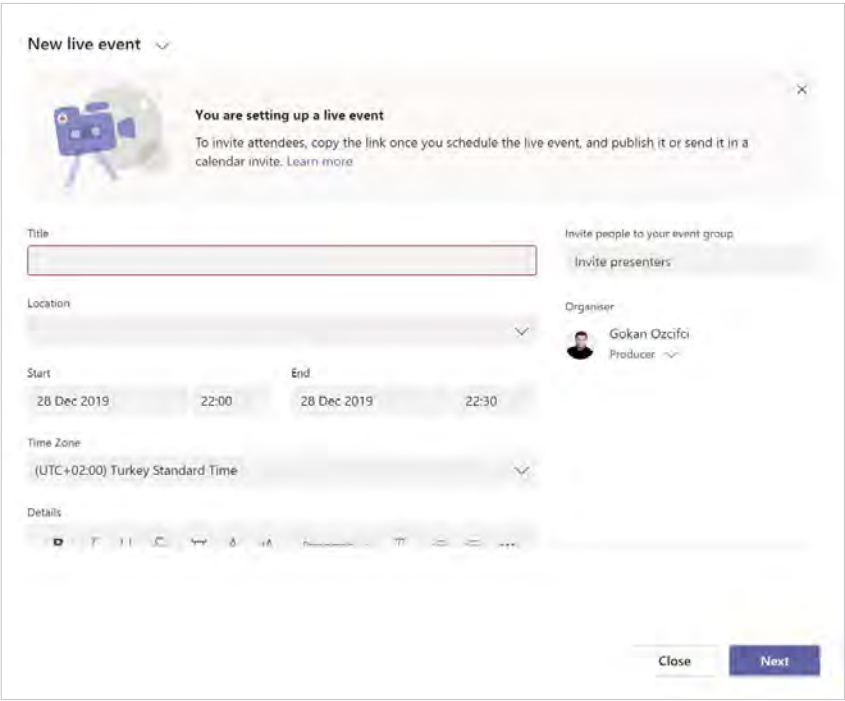 New live event
You are setting up a live event
To invite attendees, copy the link once you schedule the live event, and publish it or send it in a
calendar invite. Learn more
Title
Invite people to your event group
Invite presenters
Location
Organiser
Gokan Ozcifci
Producer
Start
End
28 Dec 2019 22:00 28 Dec 2019 22:30
Time Zone
(UTC+02:00) Turkey Standard Time
Details
B I U S
Close Next